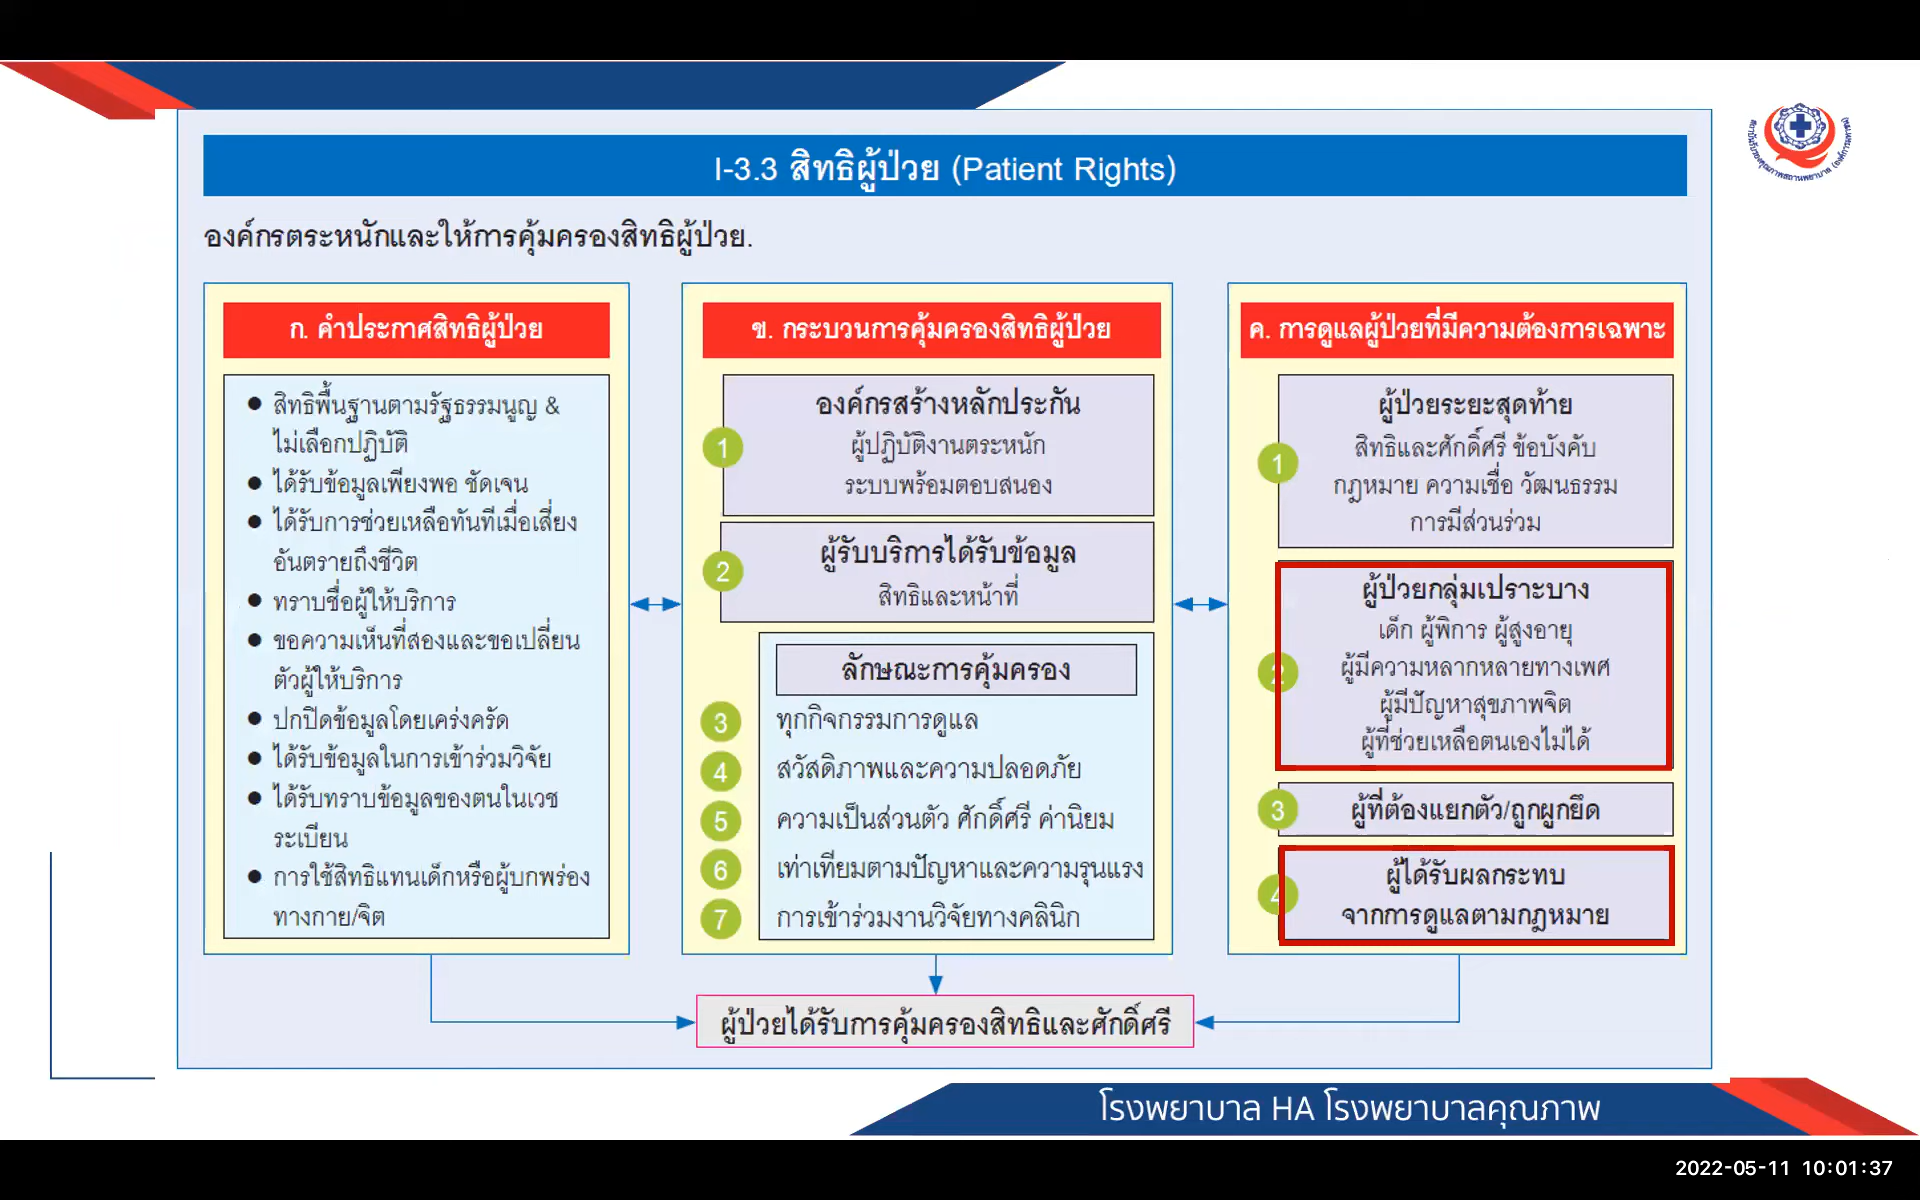 I-3.3 สิทธิผู้ป่วย (Patient Rights)
องค์กรตระหนักและให้การคุ้มครองสิทธิผู้ป่วย.
ก. คำประกาศสิทธิผู้ป่วย
● สิทธิพื้นฐานตามรัฐธรรมนูญ &
ไม่เลือกปฏิบัติ
● ได้รับข้อมูลเพียงพอ ชัดเจน
● ได้รับการช่วยเหลือทันทีเมื่อเสี่ยง
อันตรายถึงชีวิต
● ทราบชื่อผู้ให้บริการ
● ขอความเห็นที่สองและขอเปลี่ยน
ตัวผู้ให้บริการ
● ปกปิดข้อมูลโดยเคร่งครัด
● ได้รับข้อมูลในการเข้าร่วมวิจัย
● ได้รับทราบข้อมูลของตนในเวช
ระเบียน
● การใช้สิทธิแทนเด็กหรือผู้บกพร่อง
ทางกาย/จิต
ข. กระบวนการคุ้มครองสิทธิผู้ป่วย
1
องค์กรสร้างหลักประกัน
ผู้ปฏิบัติงานตระหนัก
ระบบพร้อมตอบสนอง
2
ผู้รับบริการได้รับข้อมูล
สิทธิและหน้าที่
ลักษณะการคุ้มครอง
3 ทุกกิจกรรมการดูแล
4 สวัสดิภาพและความปลอดภัย
5 ความเป็นส่วนตัว ศักดิ์ศรี ค่านิยม
6 เท่าเทียมตามปัญหาและความรุนแรง
7 การเข้าร่วมงานวิจัยทางคลินิก
ค. การดูแลผู้ป่วยที่มีความต้องการเฉพาะ
1
ผู้ป่วยระยะสุดท้าย
สิทธิและศักดิ์ศรี ข้อบังคับ
กฎหมาย ความเชื่อ วัฒนธรรม
การมีส่วนร่วม
2
ผู้ป่วยกลุ่มเปราะบาง
เด็ก ผู้พิการ ผู้สูงอายุ
ผู้มีความหลากหลายทางเพศ
ผู้มีปัญหาสุขภาพจิต
ผู้ที่ช่วยเหลือตนเองไม่ได้
3 ผู้ที่ต้องแยกตัว/ถูกผูกยึด
4
ผู้ได้รับผลกระทบ
จากการดูแลตามกฎหมาย
ผู้ป่วยได้รับการคุ้มครองสิทธิและศักดิ์ศรี
สถาบันรับรองคุณภาพสถานพยาบาล (องค์การมหาชน)
โรงพยาบาล HA โรงพยาบาลคุณภาพ
2022-05-11 10:01:37